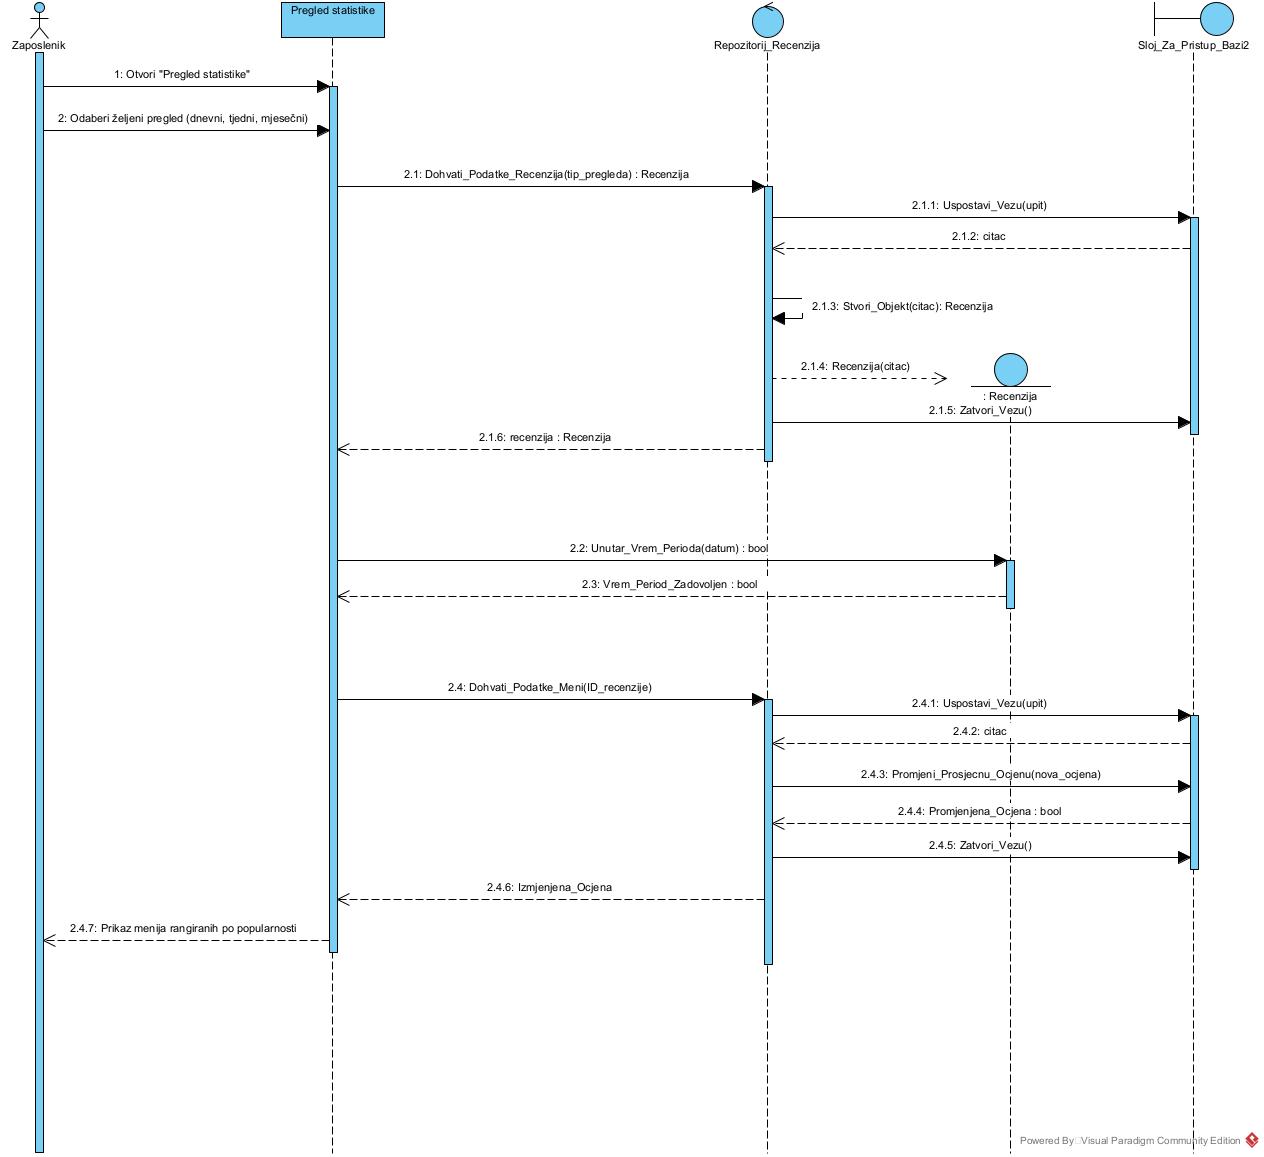 Pregled statistike
Zaposlenik
Repozitorij_Recenzija
Sloj_Za_Pristup_Bazi2
1: Otvori "Pregled statistike"
2: Odaberi željeni pregled (dnevni, tjedni, mjesečni)
2.1: Dohvati_Podatke_Recenzija(tip_pregleda) : Recenzija
2.1.1: Uspostavi_Vezu(upit)
2.1.2: citac
2.1.3: Stvori_Objekt(citac): Recenzija
2.1.4: Recenzija(citac)
: Recenzija
2.1.5: Zatvori_Vezu()
2.1.6: recenzija : Recenzija
2.2: Unutar_Vrem_Perioda(datum) : bool
2.3: Vrem_Period_Zadovoljen : bool
2.4: Dohvati_Podatke_Meni(ID_recenzije)
2.4.1: Uspostavi_Vezu(upit)
2.4.2: citac
2.4.3: Promjeni_Prosjecnu_Ocjenu(nova_ocjena)
2.4.4: Promjenjena_Ocjena : bool
2.4.5: Zatvori_Vezu()
2.4.6: Izmjenjena_Ocjena
2.4.7: Prikaz menija rangiranih po popularnosti
Powered By Visual Paradigm Community Edition